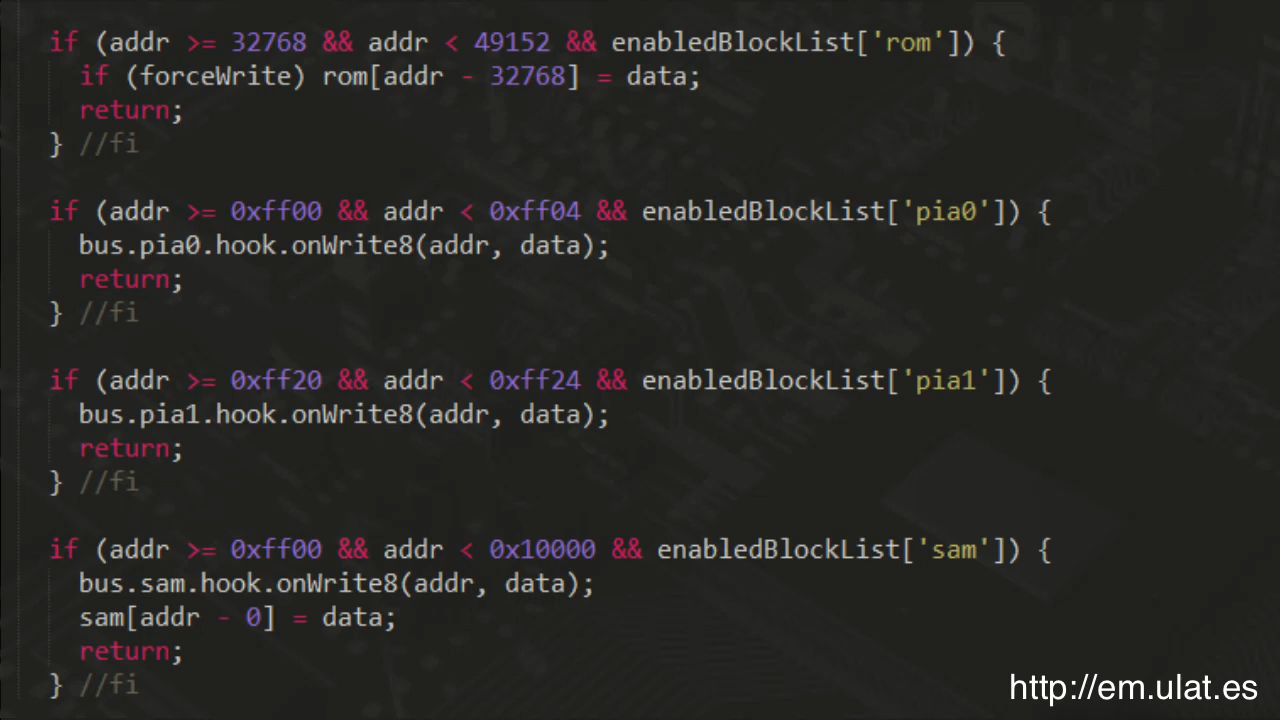 if (addr >= 32768 && addr < 49152 && enabledBlockList['rom']) {
  if (forceWrite) rom[addr - 32768] = data;
  return;
} //fi

if (addr >= 0xff00 && addr < 0xff04 && enabledBlockList['pia0']) {
  bus.pia0.hook.onWrite8(addr, data);
  return;
} //fi

if (addr >= 0xff20 && addr < 0xff24 && enabledBlockList['pia1']) {
  bus.pia1.hook.onWrite8(addr, data);
  return;
} //fi

if (addr >= 0xff00 && addr < 0x10000 && enabledBlockList['sam']) {
  bus.sam.hook.onWrite8(addr, data);
  sam[addr - 0] = data;
  return;
} //fi
http://em.ulat.es